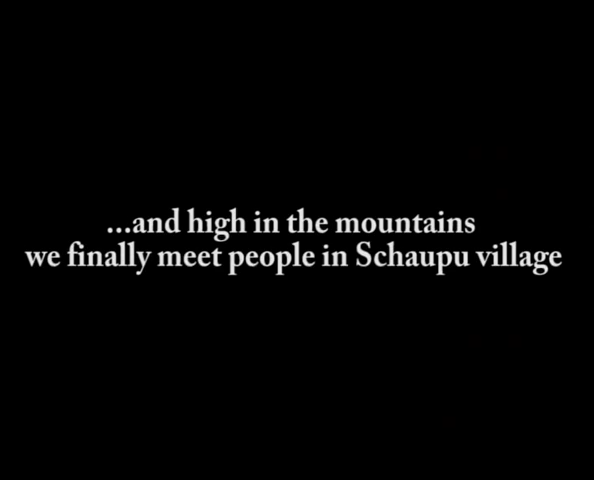 ...and high in the mountains
we finally meet people in Schaupu village